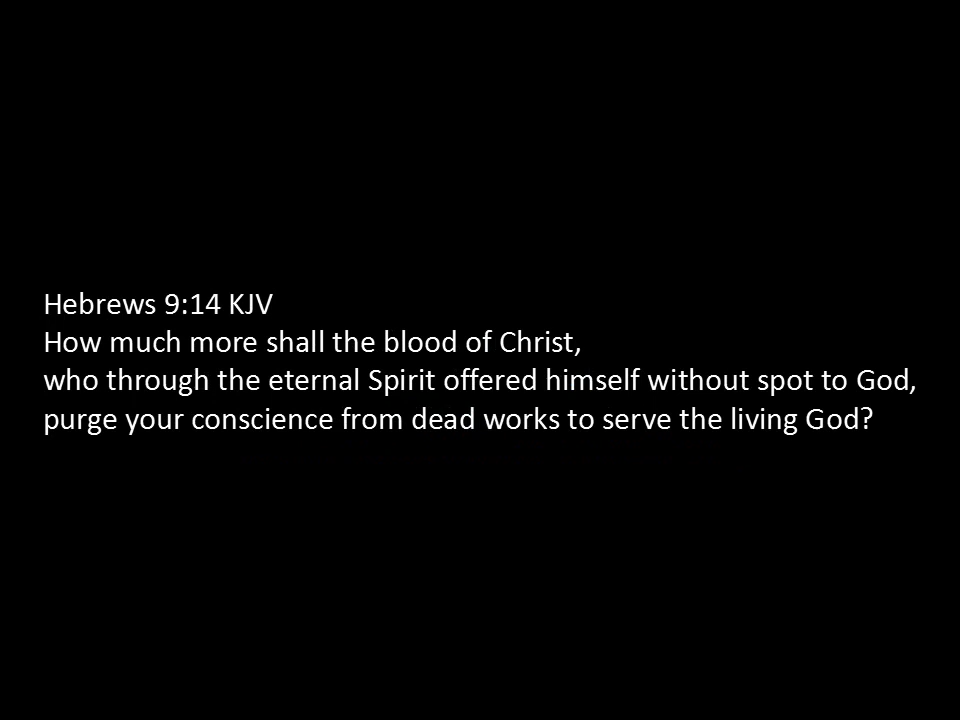 Hebrews 9:14 KJV
How much more shall the blood of Christ,
who through the eternal Spirit offered himself without spot to God,
purge your conscience from dead works to serve the living God?